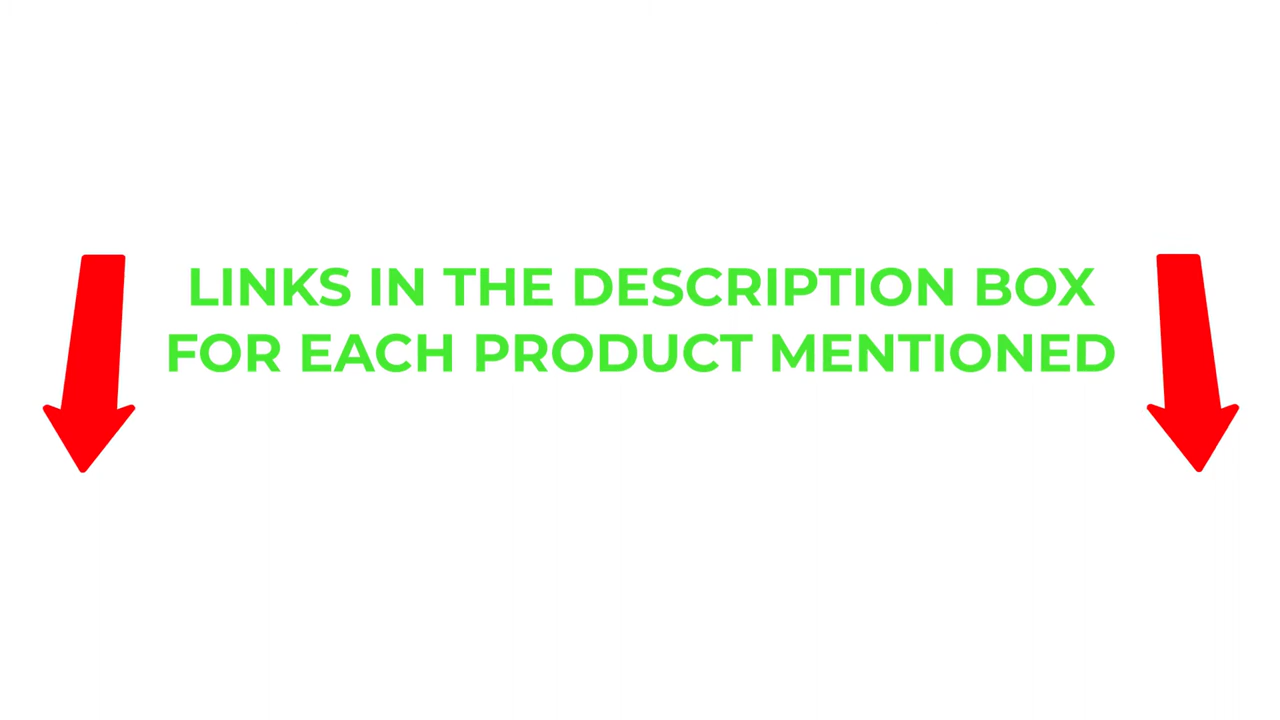 LINKS IN THE DESCRIPTION BOX
FOR EACH PRODUCT MENTIONED